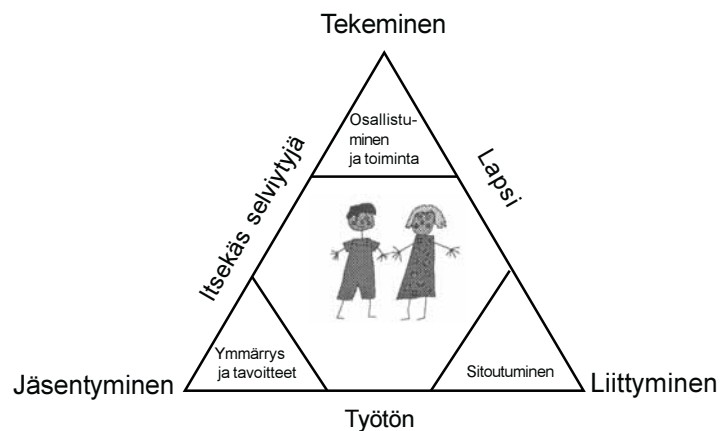 Tekeminen
Osallistu-
minen
ja toiminta
Itsekäs selviytyjä
Lapsi
Ymmärrys
ja tavoitteet
Sitoutuminen
Jäsentyminen
Liittyminen
Työtön